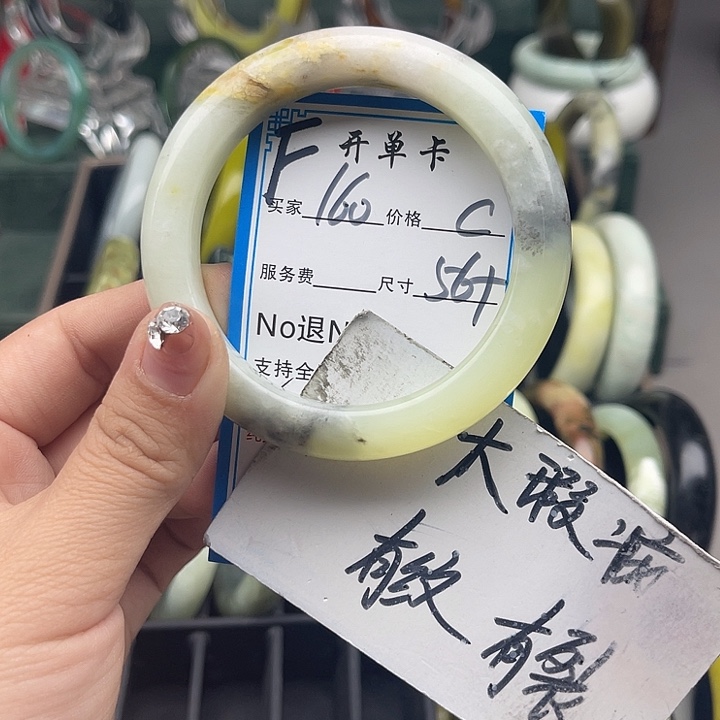 F 开单卡
买家 160 价格 C
服务费 尺寸 56+
No退N
支持全
大瑕疵
有纹
有裂